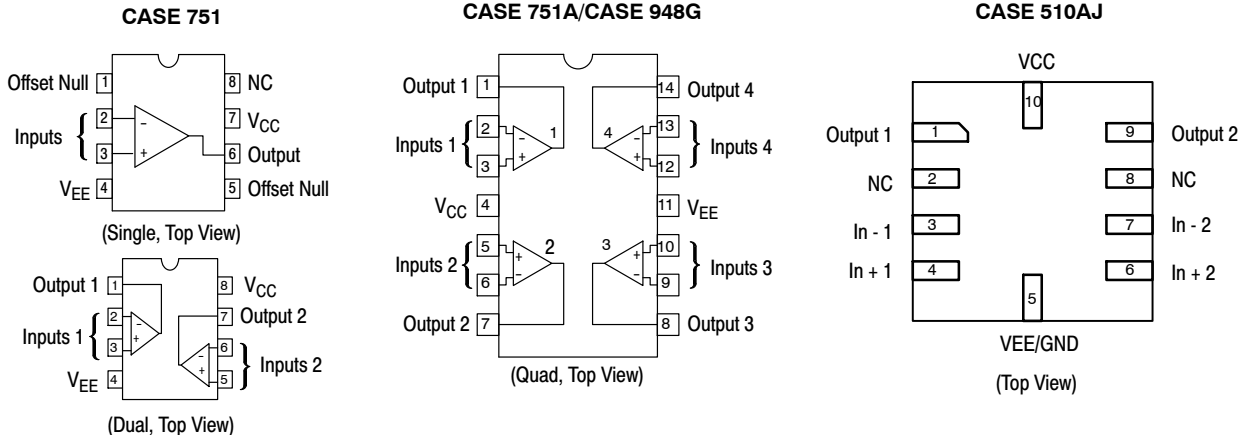 CASE 751
Offset Null 1
8 NC
Inputs { 2 −
7 VCC
3 +
6 Output
VEE 4
5 Offset Null
(Single, Top View)
Output 1 1
8 VCC
Inputs 1 { 2 −
7 Output 2
3 +
− 6
VEE 4
+ 5 } Inputs 2
(Dual, Top View)
CASE 751A/CASE 948G
Output 1 1
14 Output 4
Inputs 1 { 2 − 1
4 − 13 } Inputs 4
3 +
+ 12
VCC 4
11 VEE
Inputs 2 { 5 + 2
3 + 10 } Inputs 3
6 −
− 9
Output 2 7
8 Output 3
(Quad, Top View)
CASE 510AJ
VCC
10
Output 1 1
9 Output 2
NC 2
8 NC
In - 1 3
7 In - 2
In + 1 4
6 In + 2
5
VEE/GND
(Top View)